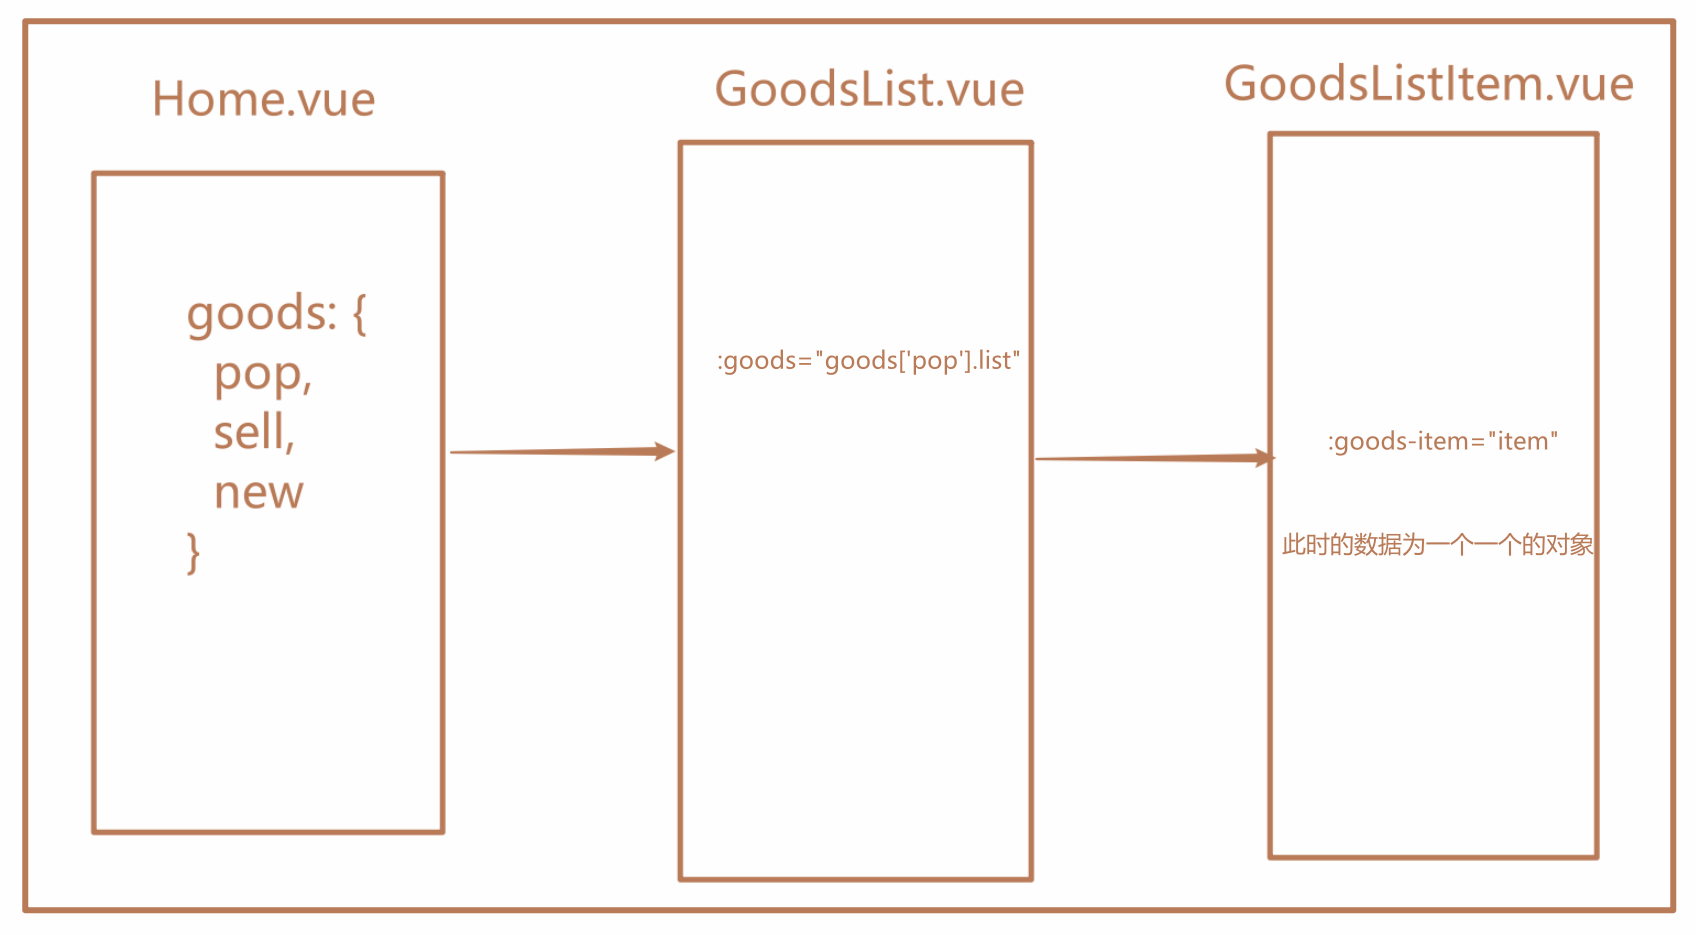 Home.vue
goods: {
pop,
sell,
new
}
GoodsList.vue
:goods="goods['pop'].list"
GoodsListItem.vue
:goods-item="item"
此时的数据为一个一个的对象